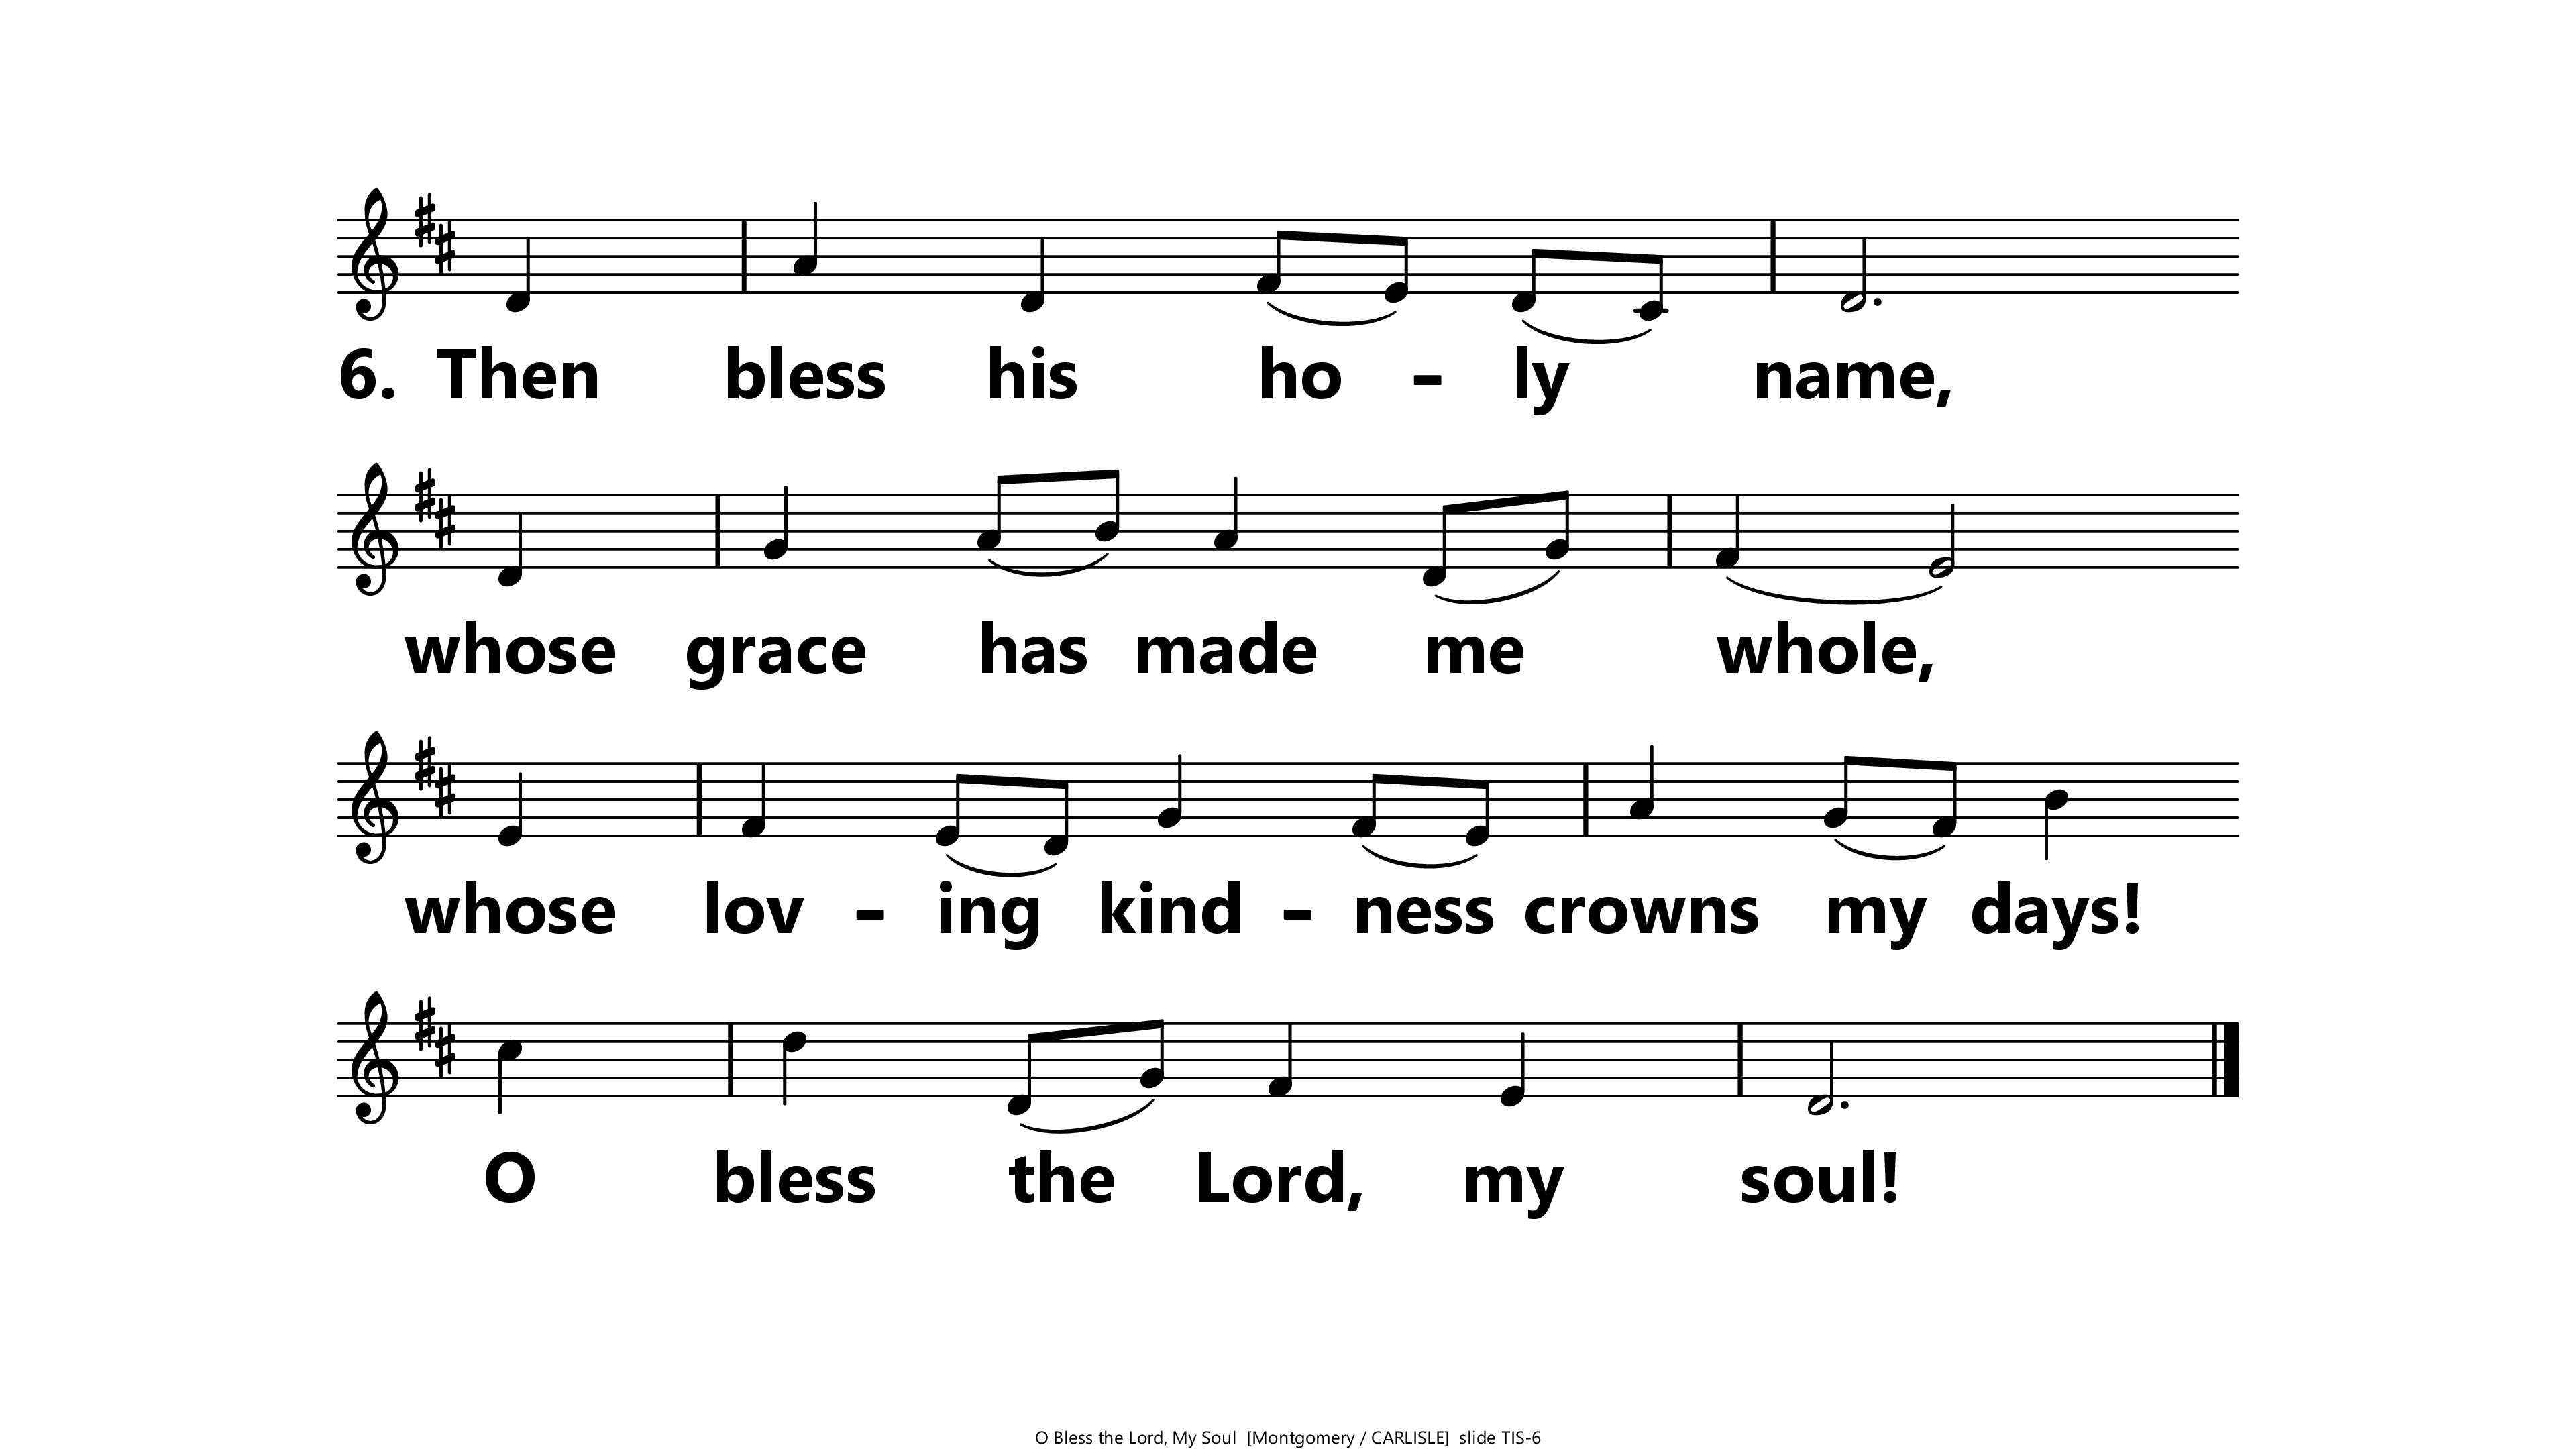 6. Then bless his ho - ly name,
whose grace has made me whole,
whose lov - ing kind - ness crowns my days!
O bless the Lord, my soul!
O Bless the Lord, My Soul [Montgomery / CARLISLE] slide TIS-6